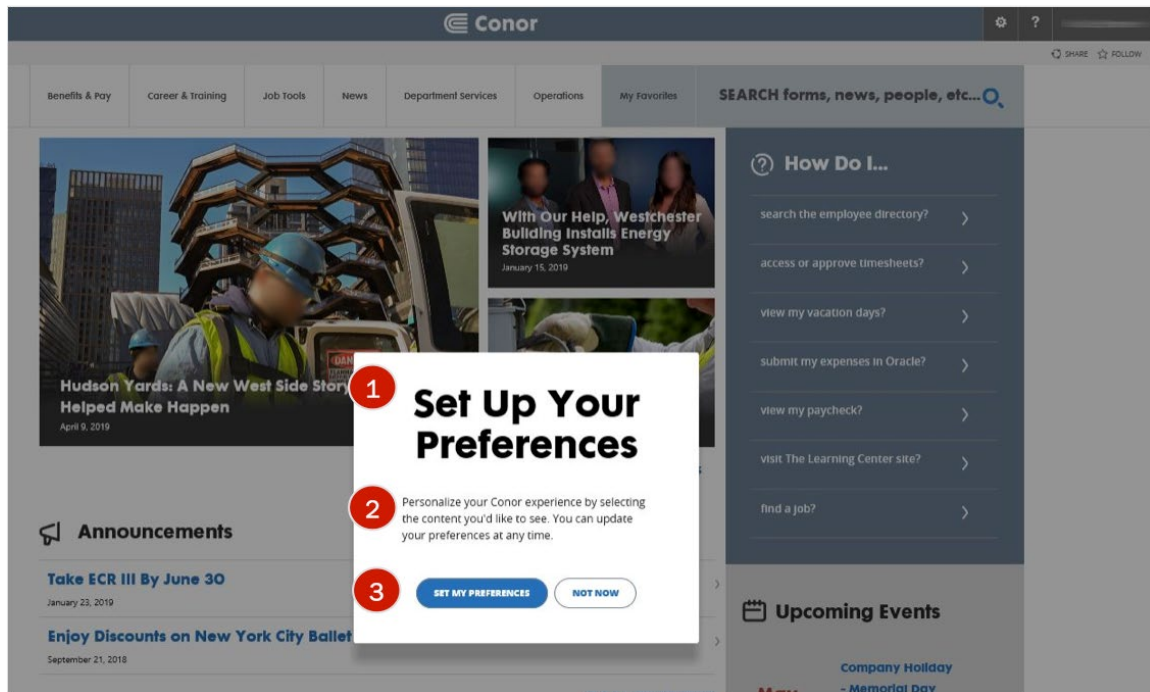 Conor
?
SHARE FOLLOW
Benefits & Pay
Career & Training
Job Tools
News
Department Services
Operations
My Favorites
SEARCH forms, news, people, etc...
With Our Help, Westchester
Building Installs Energy
Storage System
January 15, 2019
Hudson Yards: A New West Side Story
Helped Make Happen
April 9, 2019
? How Do I...
search the employee directory?
access or approve timesheets?
view my vacation days?
submit my expenses in Oracle?
view my paycheck?
visit The Learning Center site?
find a job?
1
Set Up Your
Preferences
2
Personalize your Conor experience by selecting
the content you'd like to see. You can update
your preferences at any time.
3
SET MY PREFERENCES
NOT NOW
Announcements
Take ECR III By June 30
January 23, 2019
Enjoy Discounts on New York City Ballet
September 21, 2018
Upcoming Events
Company Holiday
- Memorial Day
May